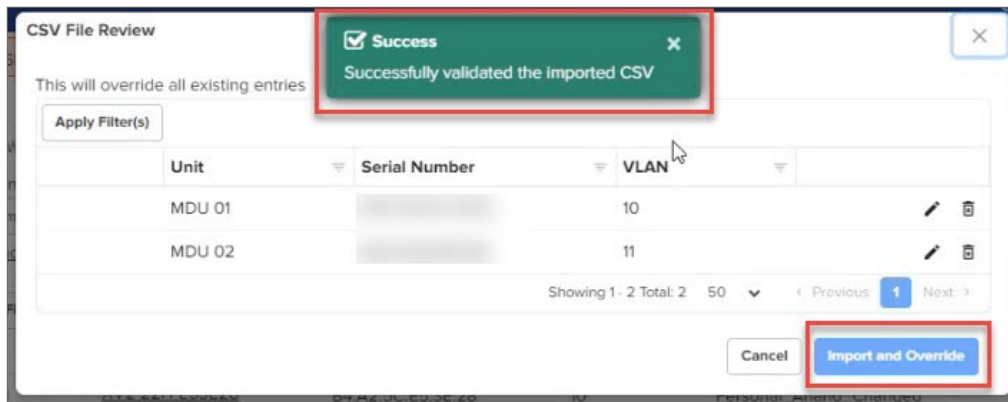 CSV File Review
Success
Successfully validated the imported CSV
This will override all existing entries
Apply Filter(s)
Unit Serial Number VLAN
MDU 01 10
MDU 02 11
Showing 1 - 2 Total: 2 50 Previous 1 Next
Cancel Import and Override